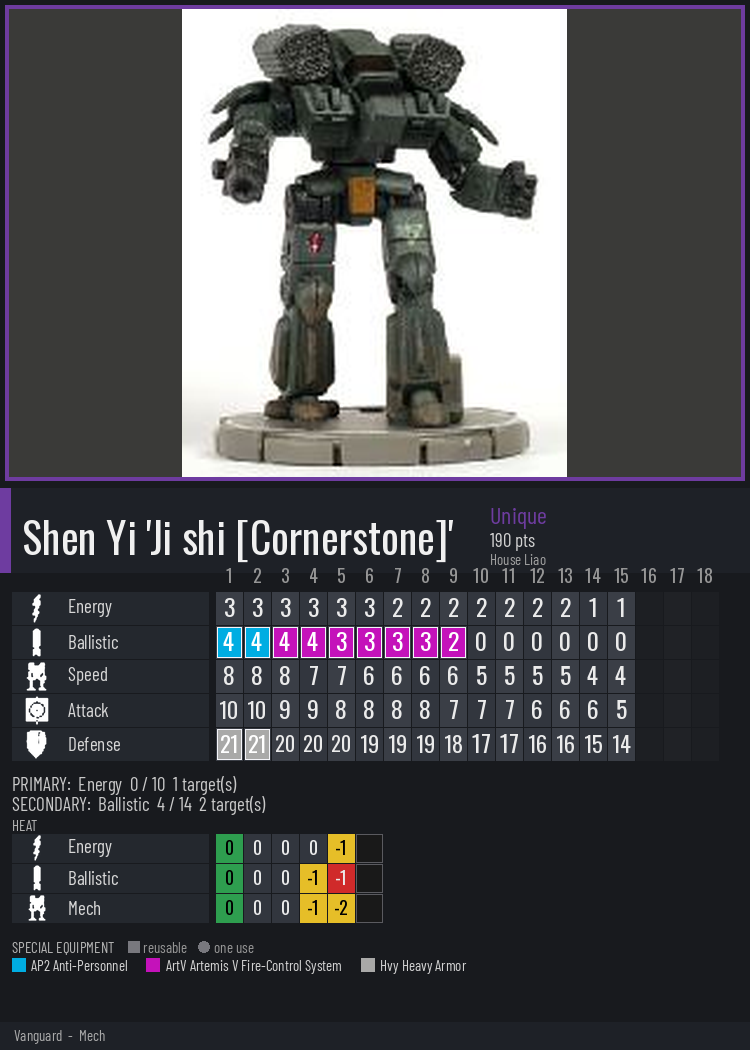 Shen Yi 'Ji shi [Cornerstone]'
Unique
190 pts
House Liao
1 2 3 4 5 6 7 8 9 10 11 12 13 14 15 16 17 18
Energy 3 3 3 3 3 3 2 2 2 2 2 2 2 1 1
Ballistic 4 4 4 4 3 3 3 3 2 0 0 0 0 0 0
Speed 8 8 8 7 7 6 6 6 6 5 5 5 5 4 4
Attack 10 10 9 9 8 8 8 8 7 7 7 6 6 6 5
Defense 21 21 20 20 20 19 19 19 18 17 17 16 16 15 14
PRIMARY: Energy 0 / 10 1 target(s)
SECONDARY: Ballistic 4 / 14 2 target(s)
HEAT
Energy 0 0 0 0 -1
Ballistic 0 0 0 -1 -1
Mech 0 0 0 -1 -2
SPECIAL EQUIPMENT reusable one use
AP2 Anti-Personnel ArtV Artemis V Fire-Control System Hvy Heavy Armor
Vanguard - Mech